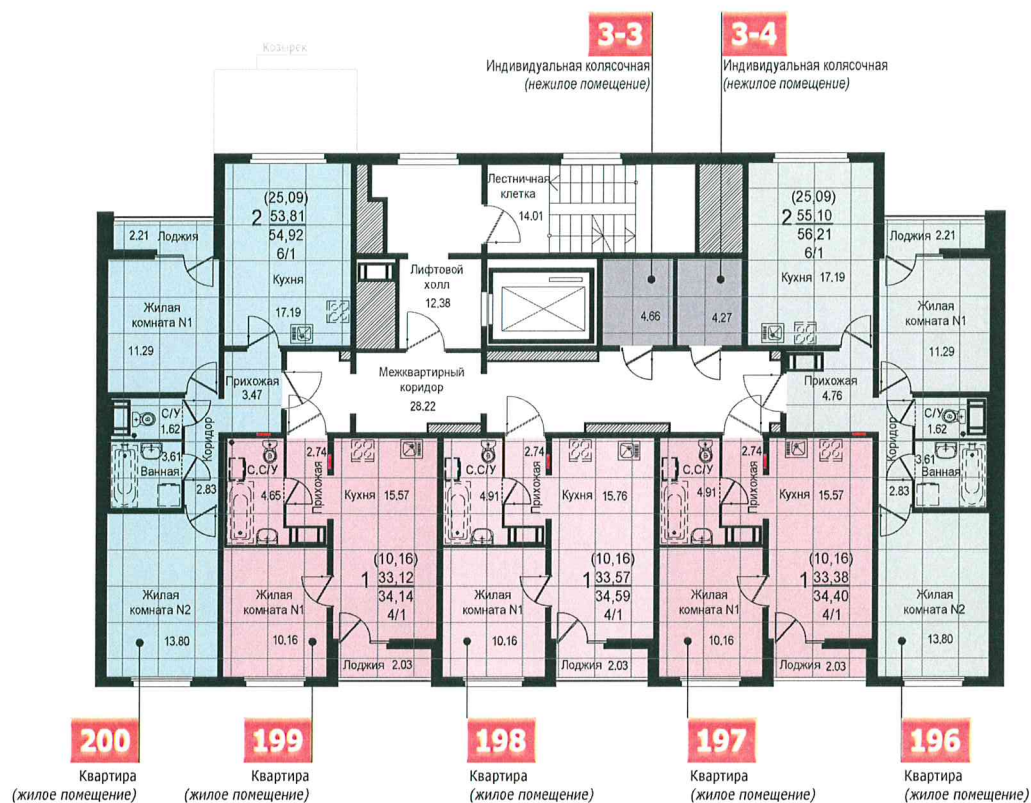 3-3
3-4
Индивидуальная колясочная
(нежилое помещение)
Индивидуальная колясочная
(нежилое помещение)
Козырек
(25,09)
2 53,81
54,92
6/1
Кухня
17.19
Лестничная
клетка
14.01
(25,09)
2 55,10
56,21
6/1
Кухня 17.19
2.21 Лоджия
Лоджия 2.21
Лифтовой
холл
12.38
4.66
4.27
Жилая
комната N1
11.29
Жилая
комната N1
11.29
Прихожая
3.47
Межквартирный
коридор
28.22
Прихожая
4.76
С/У
1.62
Коридор
3.61
Ванная
2.83
С/У
1.62
Коридор
3.61
Ванная
2.83
С.С/У
4.65
2.74
Прихожая
Кухня 15.57
С.С/У
4.91
2.74
Прихожая
Кухня 15.76
С.С/У
4.91
2.74
Прихожая
Кухня 15.57
(10,16)
1 33,12
34,14
4/1
(10,16)
1 33,57
34,59
4/1
(10,16)
1 33,38
34,40
4/1
Жилая
комната N2
13.80
Жилая
комната N1
10.16
Жилая
комната N1
10.16
Жилая
комната N1
10.16
Жилая
комната N2
13.80
Лоджия 2.03
Лоджия 2.03
Лоджия 2.03
200
199
198
197
196
Квартира
(жилое помещение)
Квартира
(жилое помещение)
Квартира
(жилое помещение)
Квартира
(жилое помещение)
Квартира
(жилое помещение)